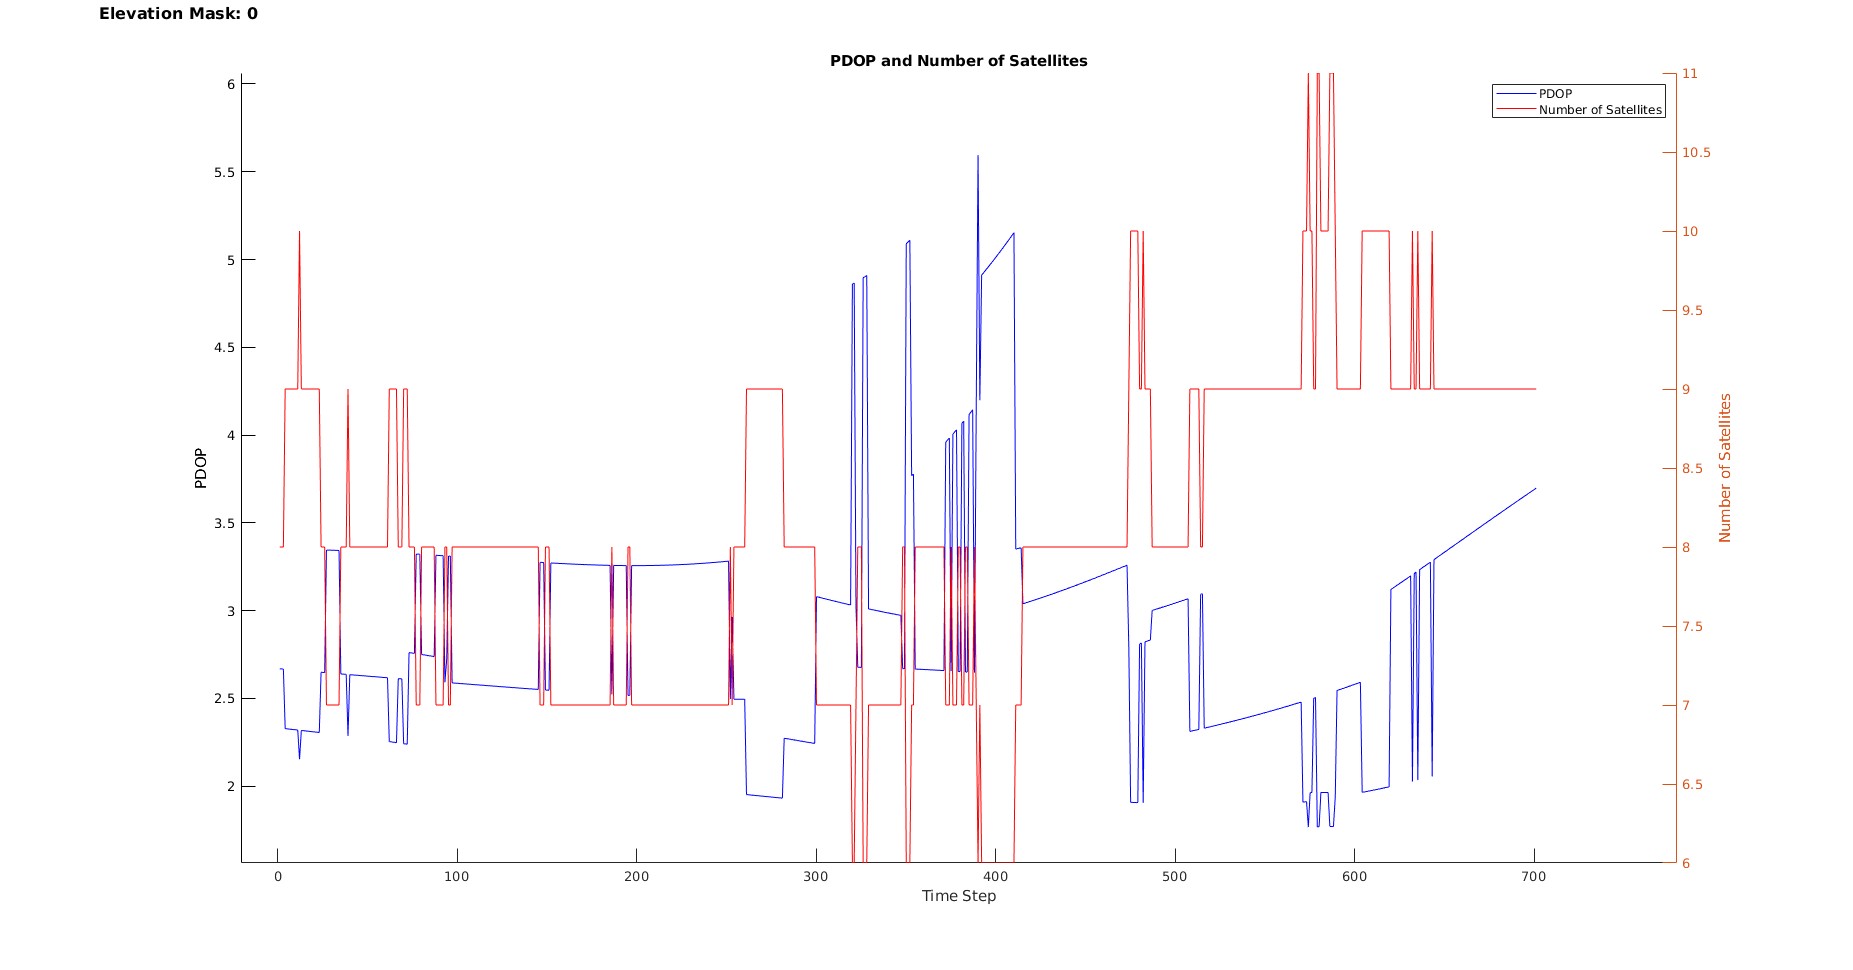 Elevation Mask: 0
PDOP and Number of Satellites
PDOP
Number of Satellites
6
5.5
5
4.5
4
3.5
3
2.5
2
PDOP
11
10.5
10
9.5
9
8.5
8
7.5
7
6.5
6
Number of Satellites
0 100 200 300 400 500 600 700
Time Step